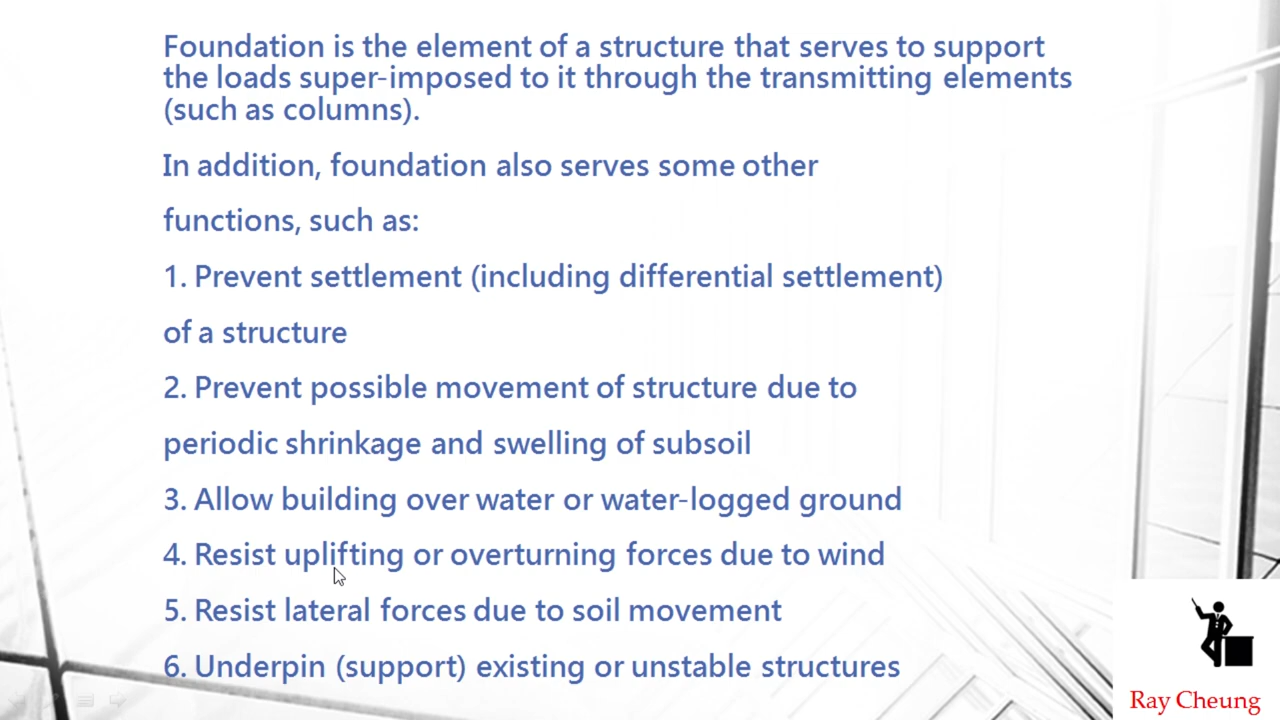 Foundation is the element of a structure that serves to support
the loads super-imposed to it through the transmitting elements
(such as columns).
In addition, foundation also serves some other
functions, such as:
1. Prevent settlement (including differential settlement)
of a structure
2. Prevent possible movement of structure due to
periodic shrinkage and swelling of subsoil
3. Allow building over water or water-logged ground
4. Resist uplifting or overturning forces due to wind
5. Resist lateral forces due to soil movement
6. Underpin (support) existing or unstable structures
Ray Cheung